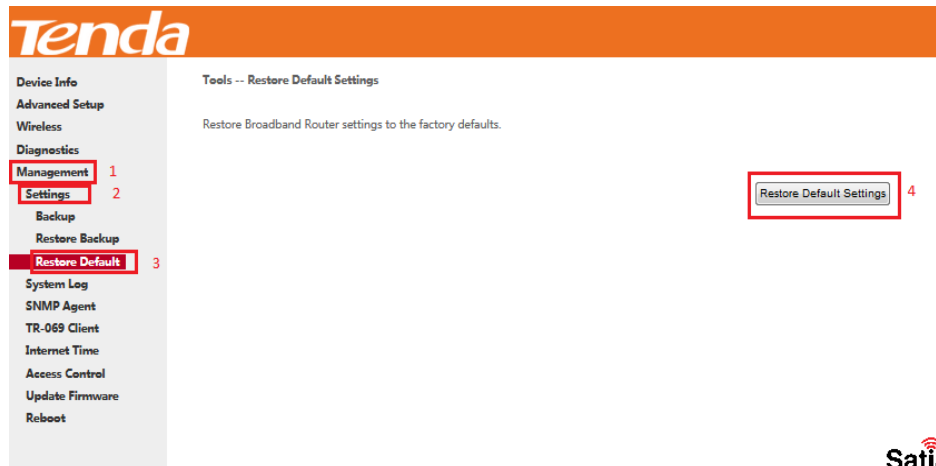 Tenda
Device Info
Advanced Setup
Wireless
Diagnostics
Management 1
Settings 2
Backup
Restore Backup
Restore Default 3
System Log
SNMP Agent
TR-069 Client
Internet Time
Access Control
Update Firmware
Reboot
Tools -- Restore Default Settings
Restore Broadband Router settings to the factory defaults.
Restore Default Settings 4